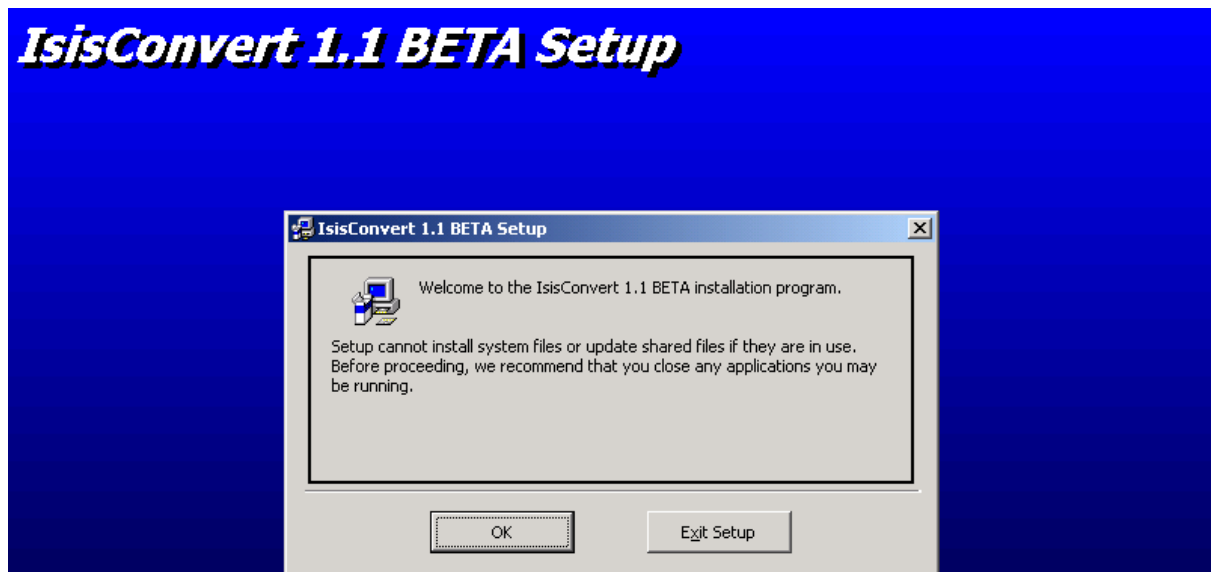 IsisConvert 1.1 BETA Setup
IsisConvert 1.1 BETA Setup
Welcome to the IsisConvert 1.1 BETA installation program.
Setup cannot install system files or update shared files if they are in use.
Before proceeding, we recommend that you close any applications you may
be running.
OK
Exit Setup